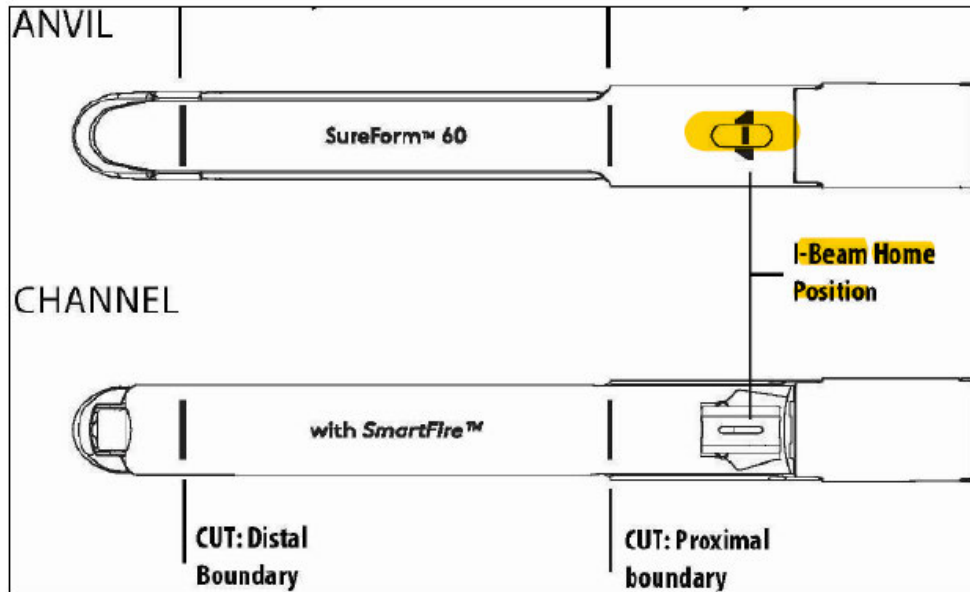 ANVIL
SureForm™ 60
I-Beam Home
Position
CHANNEL
with SmartFire™
CUT: Distal
Boundary
CUT: Proximal
boundary